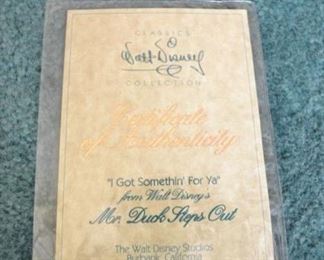 CLASSICS
Walt Disney
COLLECTION
Certificate
of Authenticity
"I Got Somethin' For Ya"
from Walt Disney's
Mr. Duck Steps Out
The Walt Disney Studios
Burbank, California